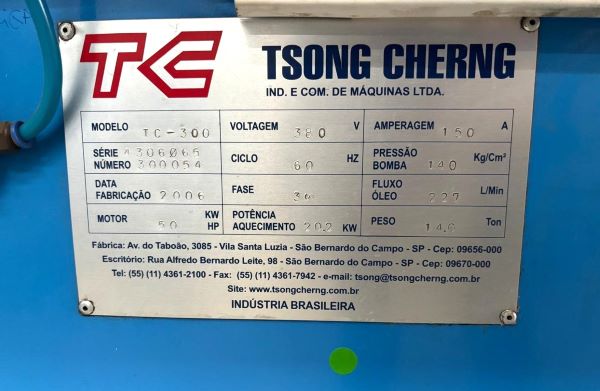 TC TSONG CHERNG
IND. E COM. DE MÁQUINAS LTDA.
MODELO TC-300 VOLTAGEM 380 V AMPERAGEM 150 A
SÉRIE 4306065
NÚMERO 300054 CICLO 60 HZ PRESSÃO BOMBA 140 Kg/Cm²
DATA FABRICAÇÃO 2006 FASE FLUXO ÓLEO 227 L/Min
MOTOR 50 KW HP POTÊNCIA AQUECIMENTO 20.2 KW PESO 14.0 Ton
Fábrica: Av. do Taboão, 3085 - Vila Santa Luzia - São Bernardo do Campo - SP - Cep: 09656-000
Escritório: Rua Alfredo Bernardo Leite, 98 - São Bernardo do Campo - SP - Cep: 09670-000
Tel: (55) (11) 4361-2100 - Fax: (55) (11) 4361-7942 - e-mail: tsong@tsongcherng.com.br
Site: www.tsongcherng.com.br
INDÚSTRIA BRASILEIRA